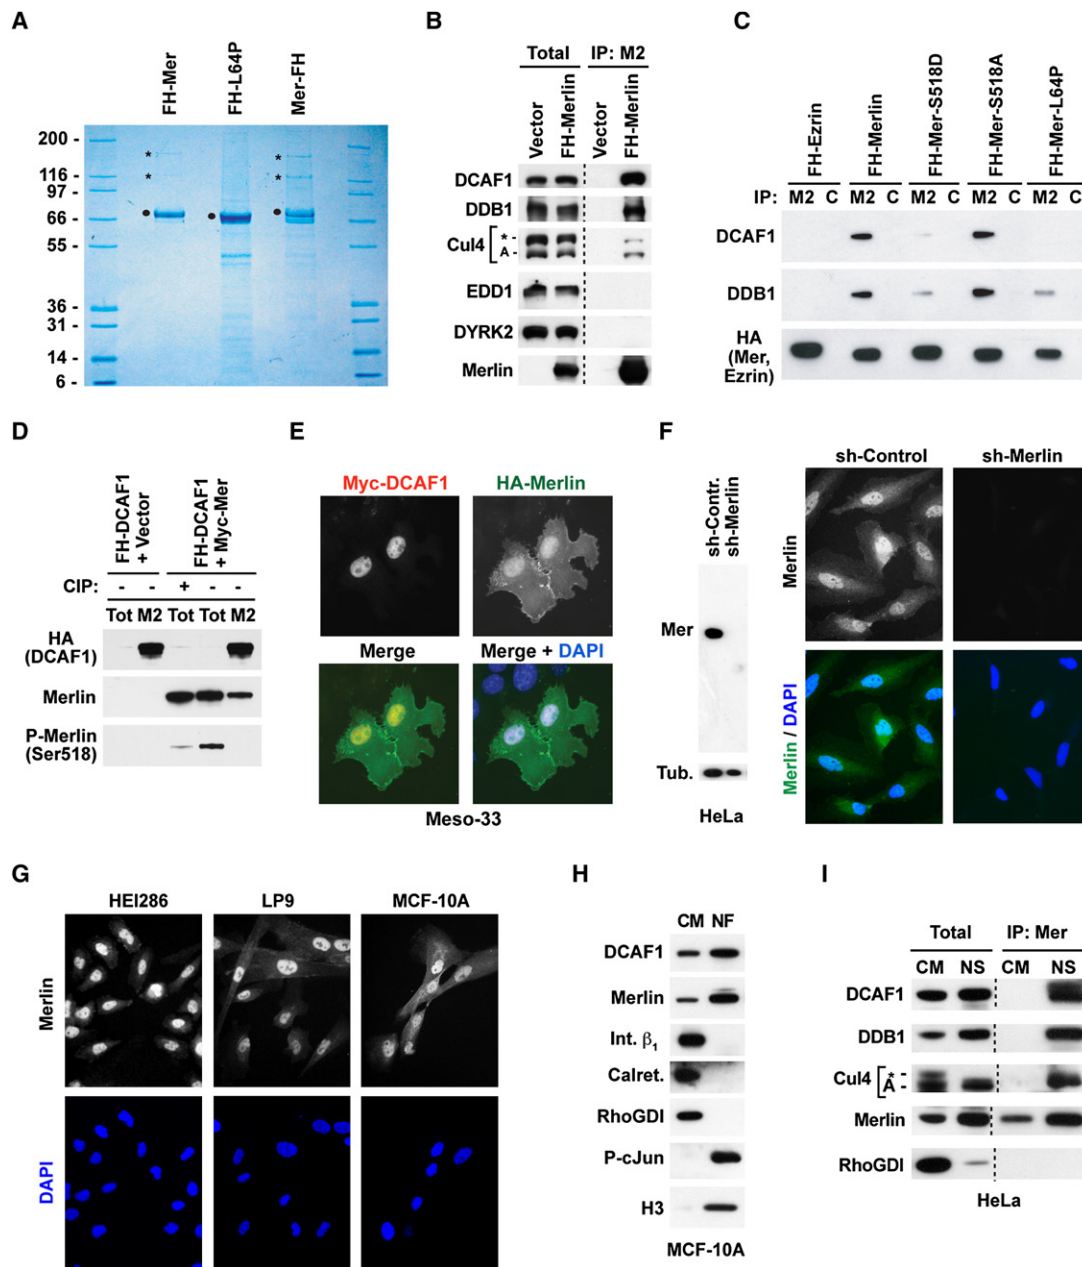 A
FH-Mer
FH-L64P
Mer-FH
200 -
116 -
97 -
66 -
55 -
36 -
31 -
14 -
6 -
*
*
*
*
B
Total
IP: M2
Vector
FH-Merlin
Vector
FH-Merlin
DCAF1
DDB1
Cul4 [ * -
A -
EDD1
DYRK2
Merlin
C
FH-Ezrin
FH-Merlin
FH-Mer-S518D
FH-Mer-S518A
FH-Mer-L64P
IP: M2 C M2 C M2 C M2 C M2 C
DCAF1
DDB1
HA
(Mer,
Ezrin)
D
FH-DCAF1
+ Vector
FH-DCAF1
+ Myc-Mer
CIP: - - + - -
Tot M2 Tot Tot M2
HA
(DCAF1)
Merlin
P-Merlin
(Ser518)
E
Myc-DCAF1
HA-Merlin
Merge
Merge + DAPI
Meso-33
F
sh-Contr.
sh-Merlin
Mer
Tub.
HeLa
sh-Control
sh-Merlin
Merlin
Merlin / DAPI
G
HEI286
LP9
MCF-10A
Merlin
DAPI
H
CM NF
DCAF1
Merlin
Int. β1
Calret.
RhoGDI
P-cJun
H3
MCF-10A
I
Total
IP: Mer
CM NS CM NS
DCAF1
DDB1
Cul4 [ * -
A -
Merlin
RhoGDI
HeLa